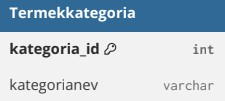 Termekkategoria
kategoria_id int
kategorianev varchar